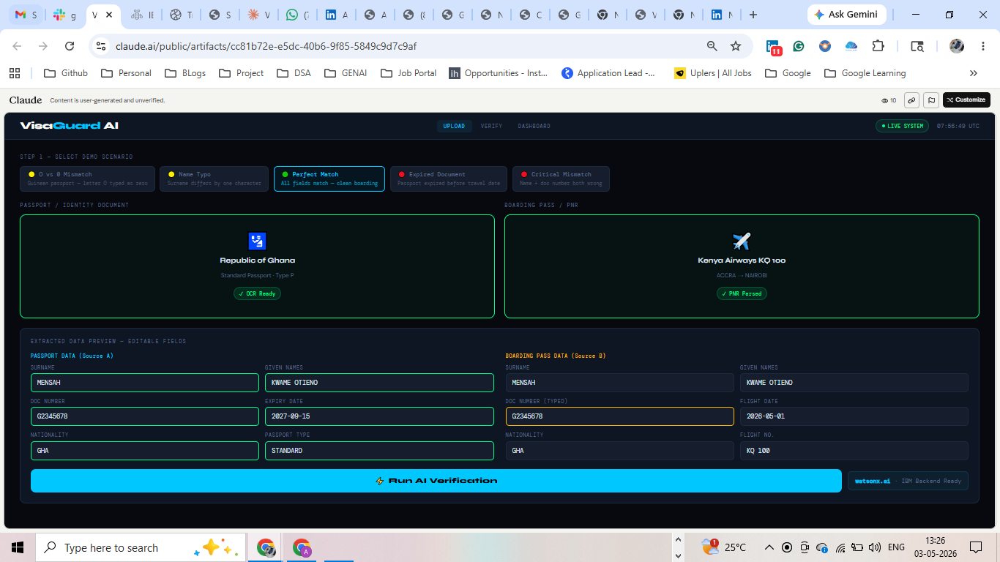 S
g
V
IE
Ti
S
V
(7
A
A
(8
G
N
C
G
N
V
N
N
Ask Gemini
claude.ai/public/artifacts/cc81b72e-e5dc-40b6-9f85-5849c9d7c9af
11
Github
Personal
BLogs
Project
DSA
GENAI
Job Portal
ih
Opportunities - Inst...
Application Lead -...
Uplers | All Jobs
Google
Google Learning
Claude
Content is user-generated and unverified.
10
Customize
VisaGuard AI
UPLOAD
VERIFY
DASHBOARD
LIVE SYSTEM
07:56:49 UTC
STEP 1 — SELECT DEMO SCENARIO
O vs 0 Mismatch
Guinean passport — letter O typed as zero
Name Typo
Surname differs by one character
Perfect Match
All fields match — clean boarding
Expired Document
Passport expired before travel date
Critical Mismatch
Name + doc number both wrong
PASSPORT / IDENTITY DOCUMENT
BOARDING PASS / PNR
Republic of Ghana
Standard Passport · Type P
✓ OCR Ready
Kenya Airways KQ 100
ACCRA → NAIROBI
✓ PNR Parsed
EXTRACTED DATA PREVIEW — EDITABLE FIELDS
PASSPORT DATA (Source A)
BOARDING PASS DATA (Source B)
SURNAME
GIVEN NAMES
SURNAME
GIVEN NAMES
MENSAH
KWAME OTIENO
MENSAH
KWAME OTIENO
DOC NUMBER
EXPIRY DATE
DOC NUMBER (TYPED)
FLIGHT DATE
G2345678
2027-09-15
G2345678
2026-05-01
NATIONALITY
PASSPORT TYPE
NATIONALITY
FLIGHT NO.
GHA
STANDARD
GHA
KQ 100
⚡ Run AI Verification
watsonx.ai · IBM Backend Ready
Type here to search
A
1
25°C
ENG
13:26
03-05-2026